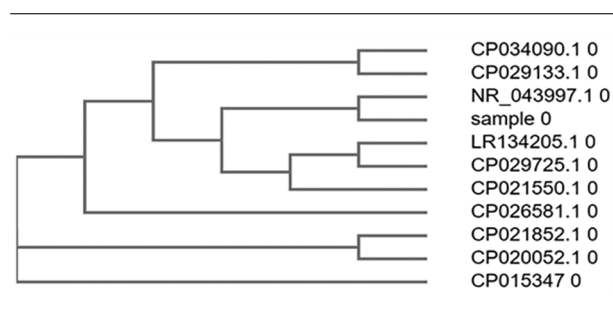 CP034090.1 0
CP029133.1 0
NR_043997.1 0
sample 0
LR134205.1 0
CP029725.1 0
CP021550.1 0
CP026581.1 0
CP021852.1 0
CP020052.1 0
CP015347 0